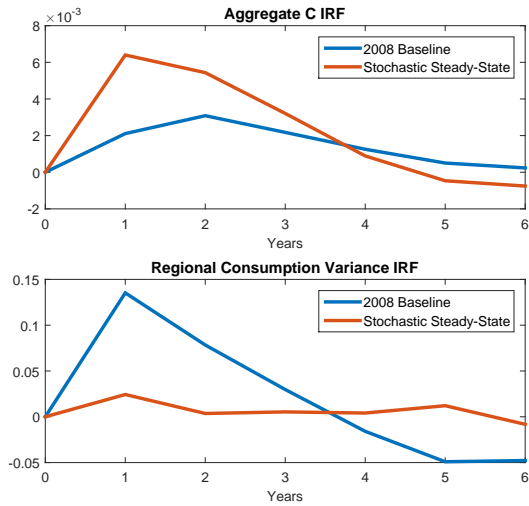 Aggregate C IRF
×10⁻³
8
6
4
2
0
-2
2008 Baseline
Stochastic Steady-State
0 1 2 3 4 5 6
Years
Regional Consumption Variance IRF
0.15
0.1
0.05
0
-0.05
2008 Baseline
Stochastic Steady-State
0 1 2 3 4 5 6
Years